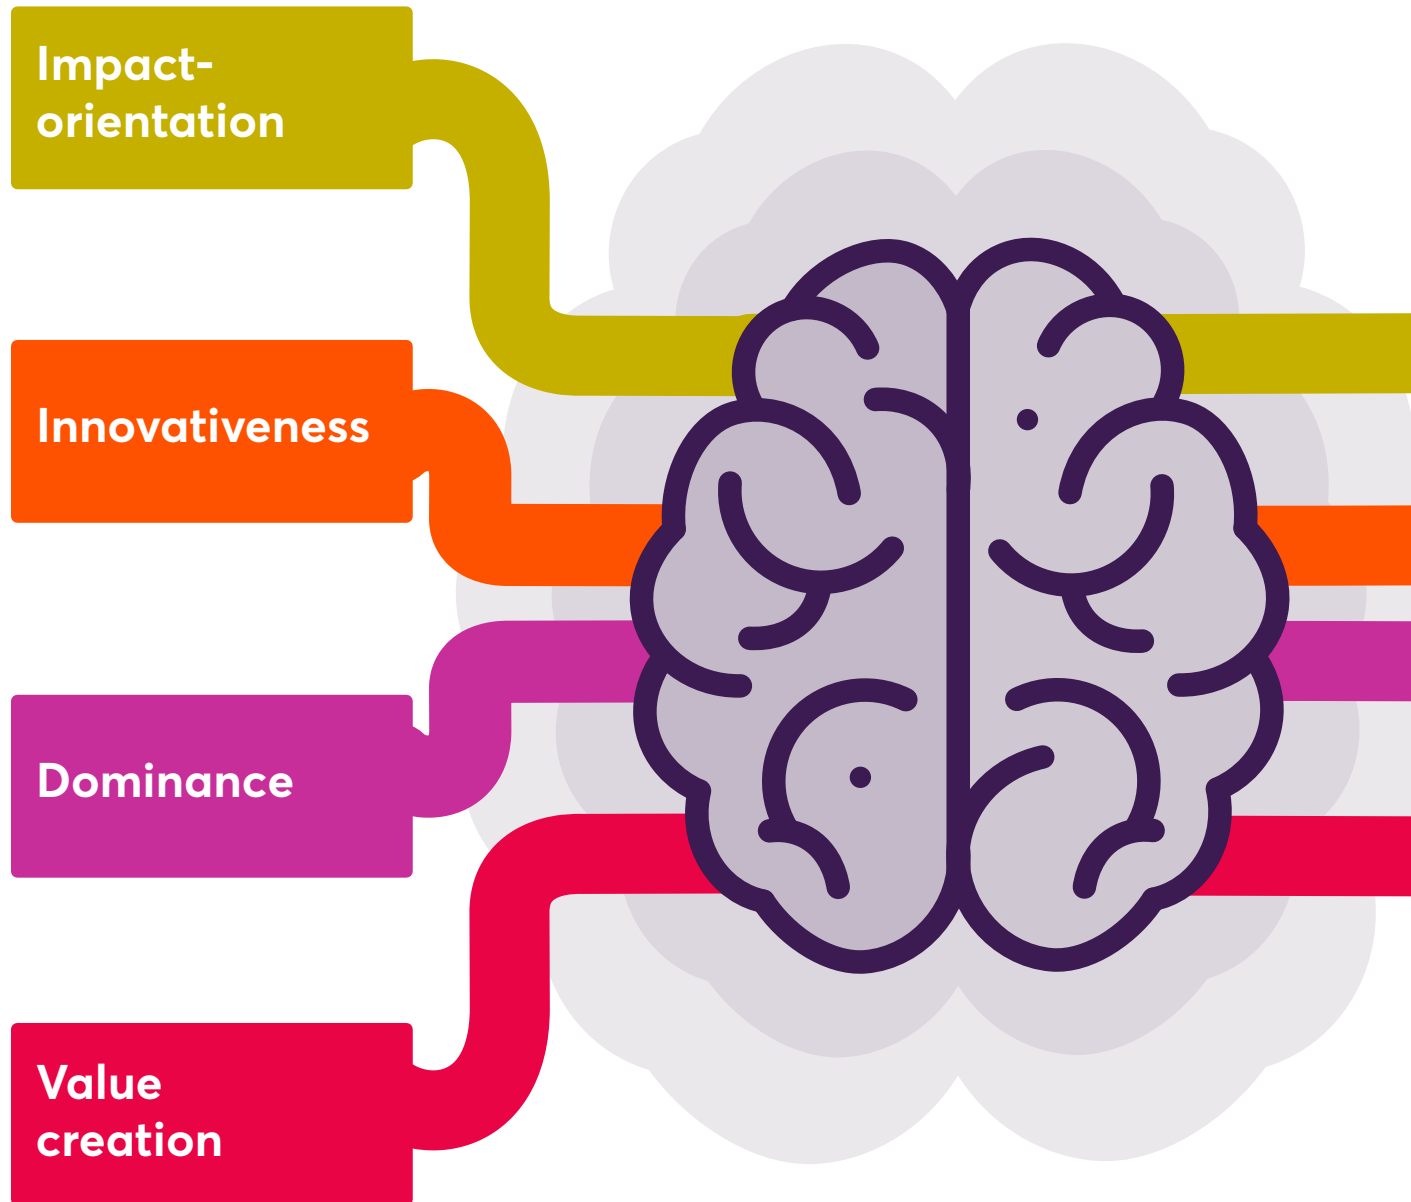 Impact-
orientation
Innovativeness
Dominance
Value
creation